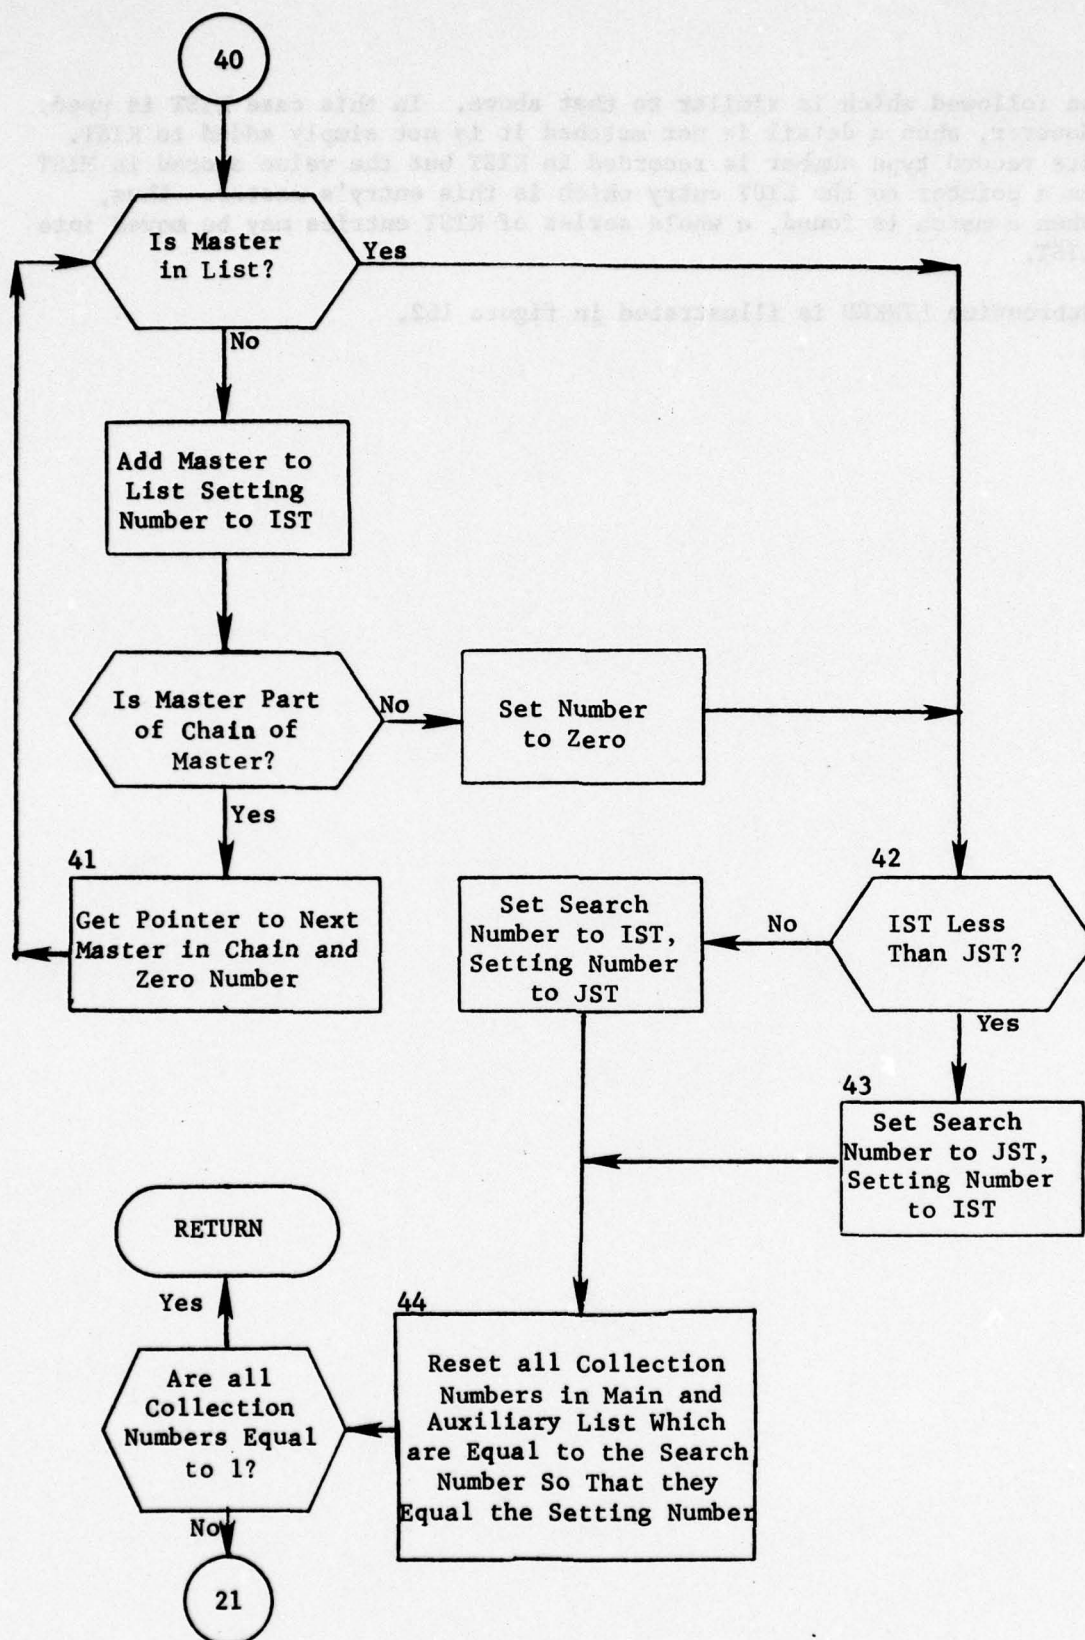 40
Is Master
in List?
Yes
No
Add Master to
List Setting
Number to IST
Is Master Part
of Chain of
Master?
No
Set Number
to Zero
Yes
41
Get Pointer to Next
Master in Chain and
Zero Number
42
IST Less
Than JST?
No
Set Search
Number to IST,
Setting Number
to JST
Yes
43
Set Search
Number to JST,
Setting Number
to IST
44
Reset all Collection
Numbers in Main and
Auxiliary List Which
are Equal to the Search
Number So That they
Equal the Setting Number
Are all
Collection
Numbers Equal
to 1?
Yes
RETURN
No
21